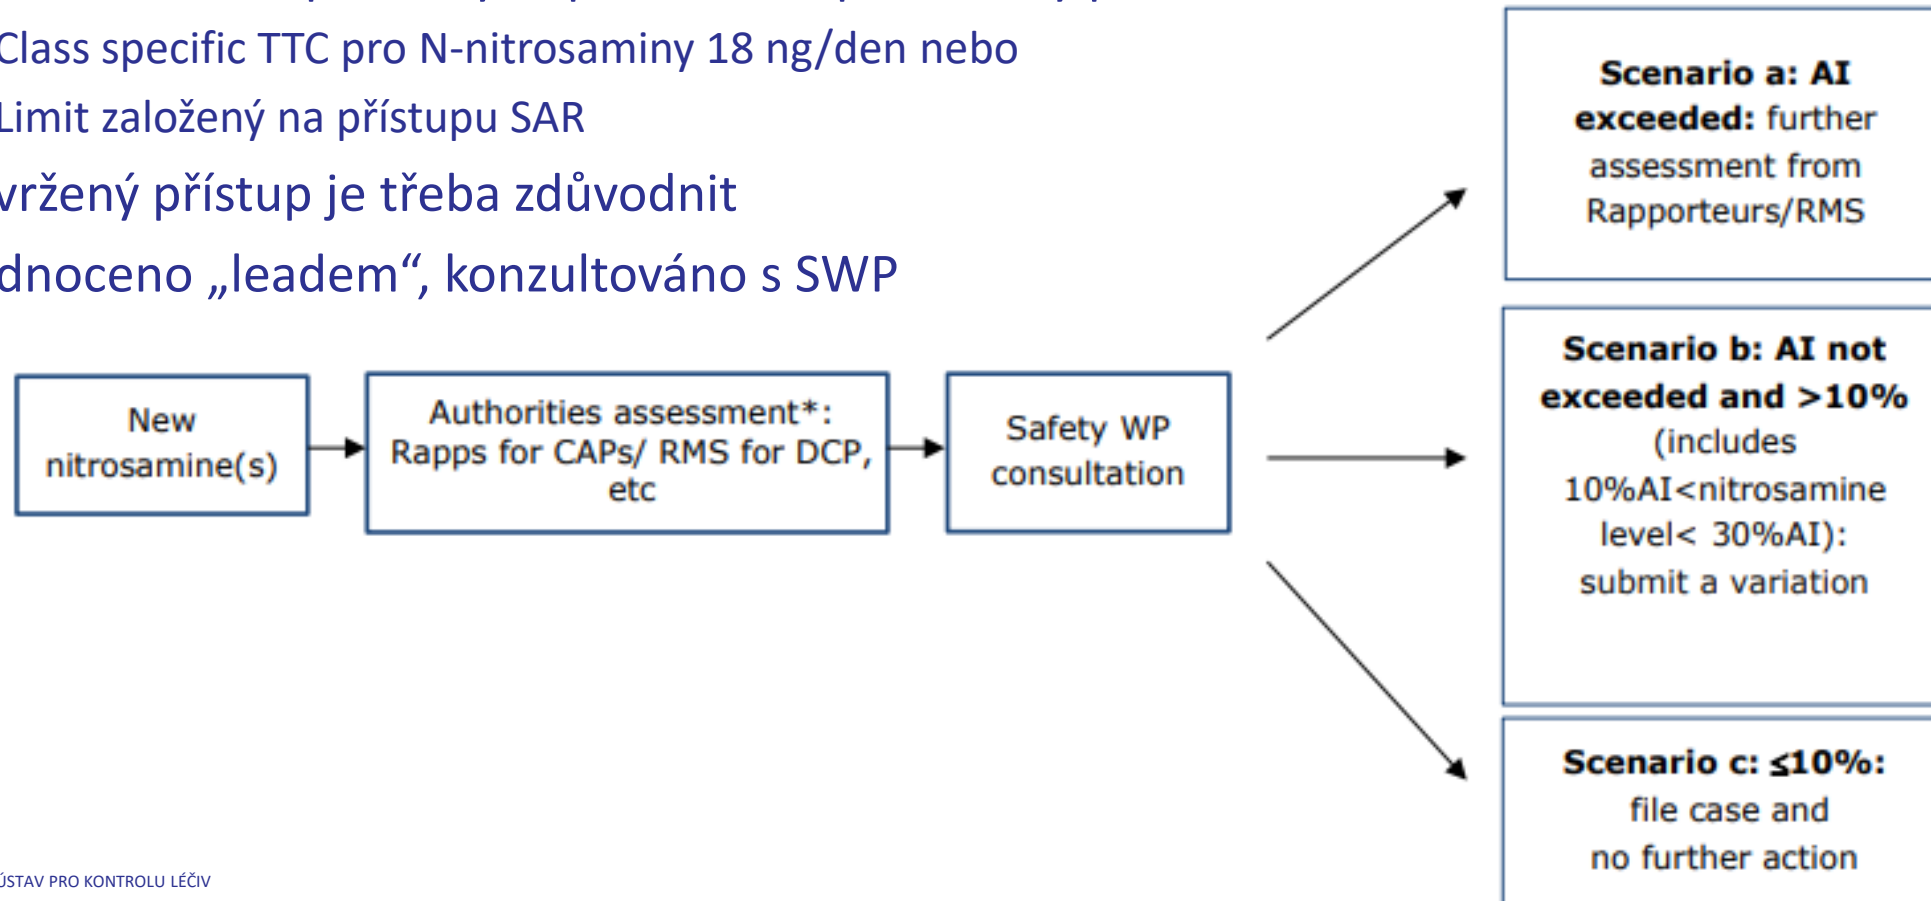 Class specific TTC pro N-nitrosaminy 18 ng/den nebo
Limit založený na přístupu SAR
vržený přístup je třeba zdůvodnit
dnoceno „leadem“, konzultováno s SWP
New
nitrosamine(s)
Authorities assessment*:
Rapps for CAPs/ RMS for DCP,
etc
Safety WP
consultation
Scenario a: AI
exceeded: further
assessment from
Rapporteurs/RMS
Scenario b: AI not
exceeded and >10%
(includes
10%AI<nitrosamine
level< 30%AI):
submit a variation
Scenario c: ≤10%:
file case and
no further action
ÚSTAV PRO KONTROLU LÉČIV